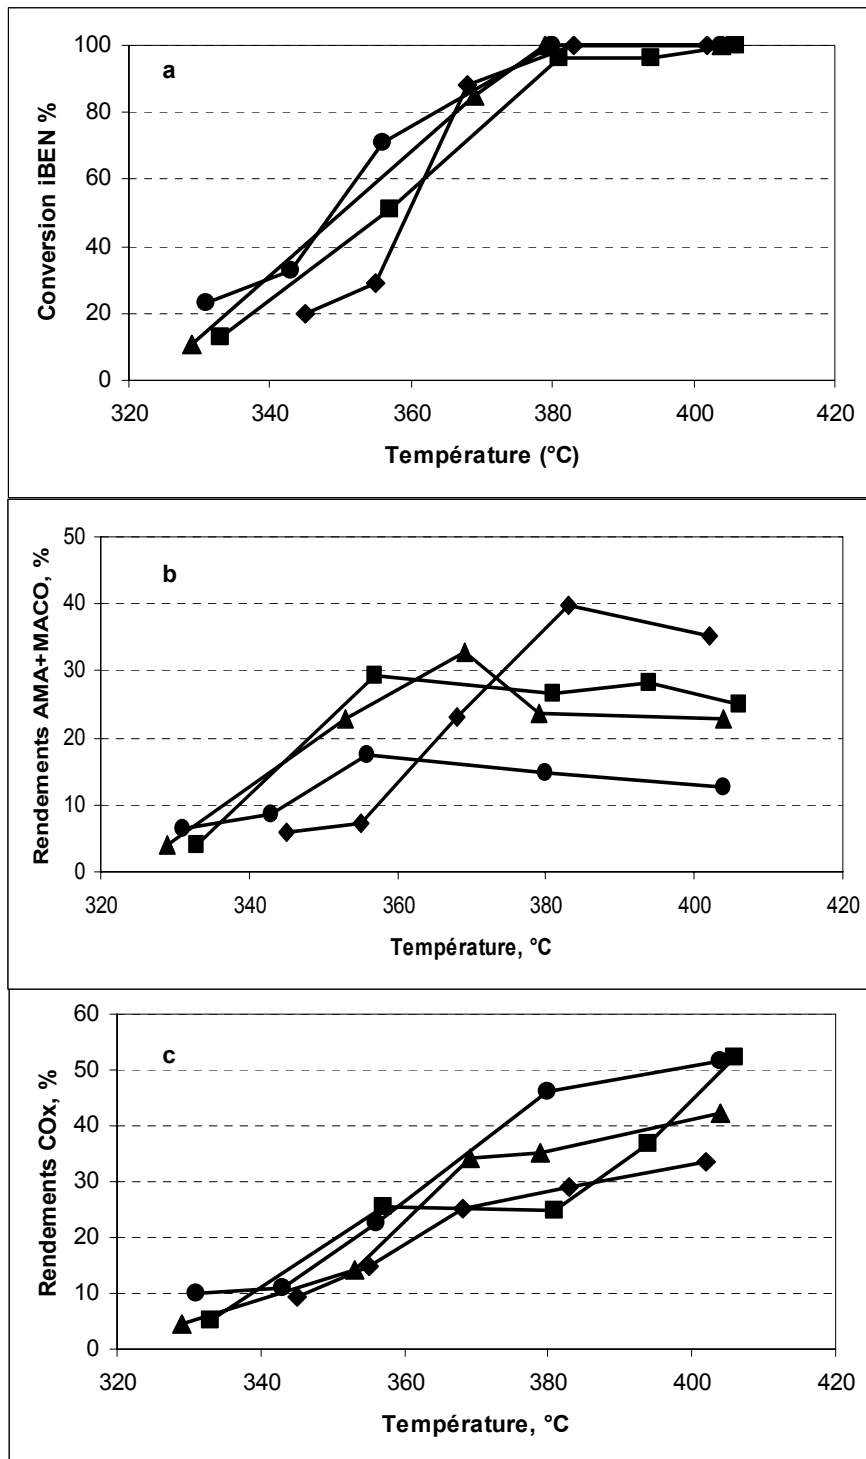 a
Conversion iBEN %
100
80
60
40
20
0
320 340 360 380 400 420
Température (°C)
b
Rendements AMA+MACO, %
50
40
30
20
10
0
320 340 360 380 400 420
Température, °C
c
Rendements COx, %
60
50
40
30
20
10
0
320 340 360 380 400 420
Température, °C